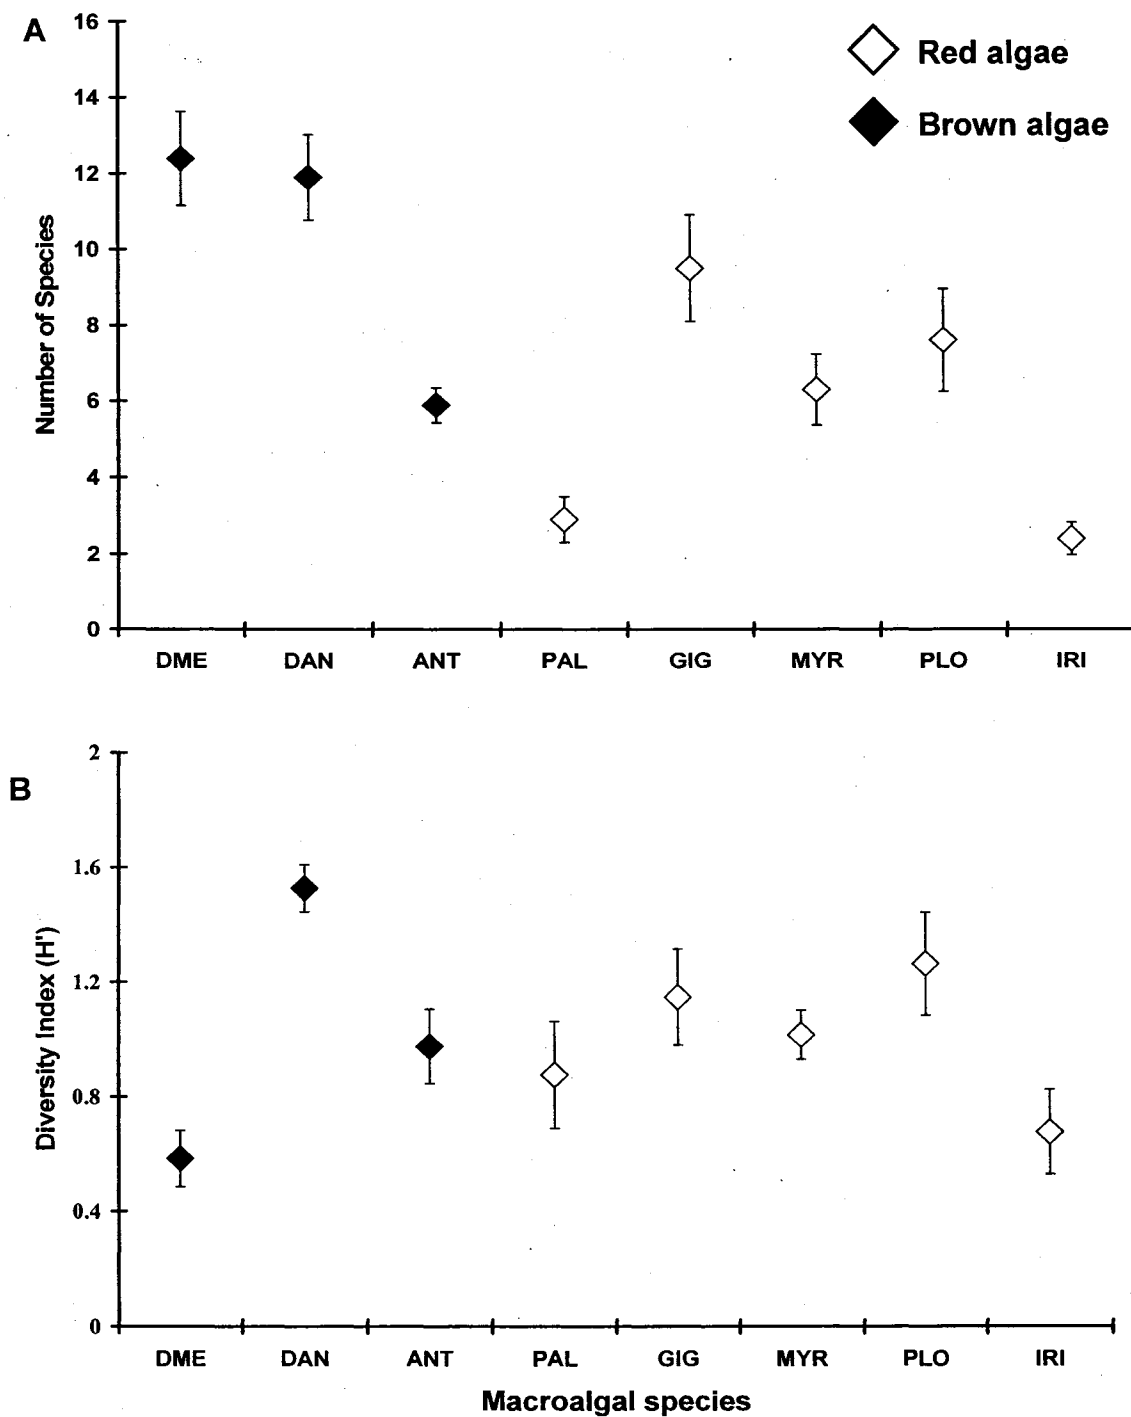 A
16
14
12
10
8
6
4
2
0
Number of Species
Red algae
Brown algae
DME DAN ANT PAL GIG MYR PLO IRI
B
2
1.6
1.2
0.8
0.4
0
Diversity Index (H')
DME DAN ANT PAL GIG MYR PLO IRI
Macroalgal species